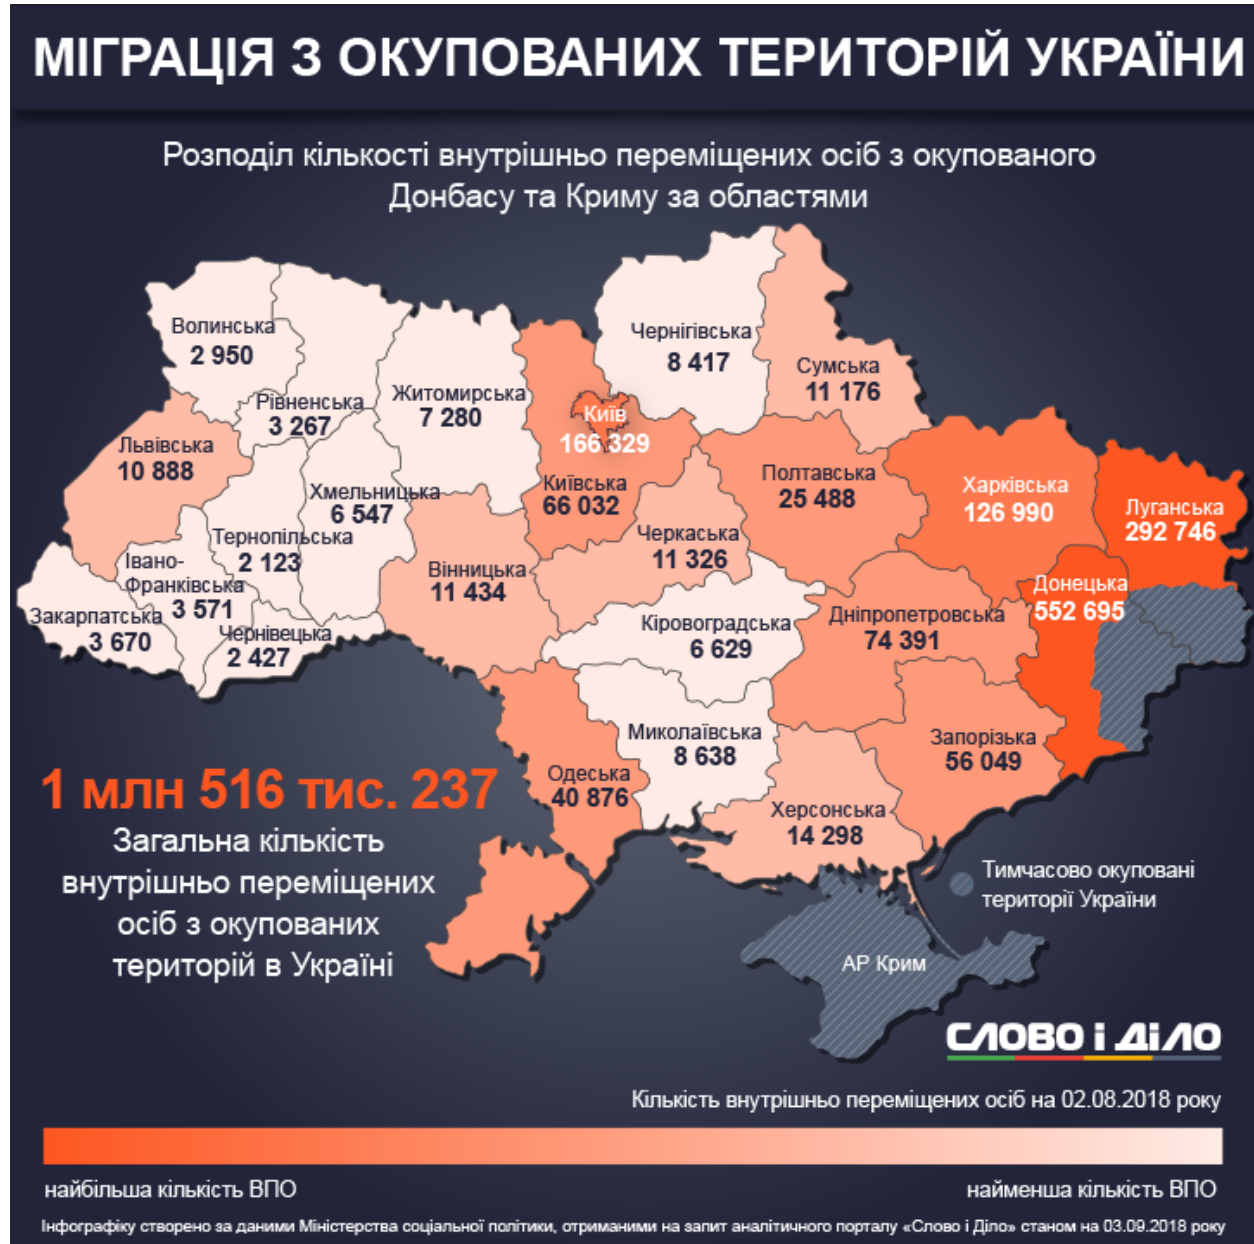 МІГРАЦІЯ З ОКУПОВАНИХ ТЕРИТОРІЙ УКРАЇНИ
Розподіл кількості внутрішньо переміщених осіб з окупованого
Донбасу та Криму за областями
Волинська
2 950
Рівненська
3 267
Житомирська
7 280
Київ
166 329
Київська
66 032
Чернігівська
8 417
Сумська
11 176
Львівська
10 888
Хмельницька
6 547
Тернопільська
2 123
Івано-
Франківська
3 571
Закарпатська
3 670
Чернівецька
2 427
Вінницька
11 434
Черкаська
11 326
Полтавська
25 488
Харківська
126 990
Луганська
292 746
Донецька
552 695
Дніпропетровська
74 391
Кіровоградська
6 629
Миколаївська
8 638
Одеська
40 876
Запорізька
56 049
Херсонська
14 298
АР Крим
Тимчасово окуповані
території України
1 млн 516 тис. 237
Загальна кількість
внутрішньо переміщених
осіб з окупованих
територій в Україні
СЛОВО і ДіЛО
Кількість внутрішньо переміщених осіб на 02.08.2018 року
найбільша кількість ВПО
найменша кількість ВПО
Інфографіку створено за даними Міністерства соціальної політики, отриманими на запит аналітичного порталу «Слово і Діло» станом на 03.09.2018 року